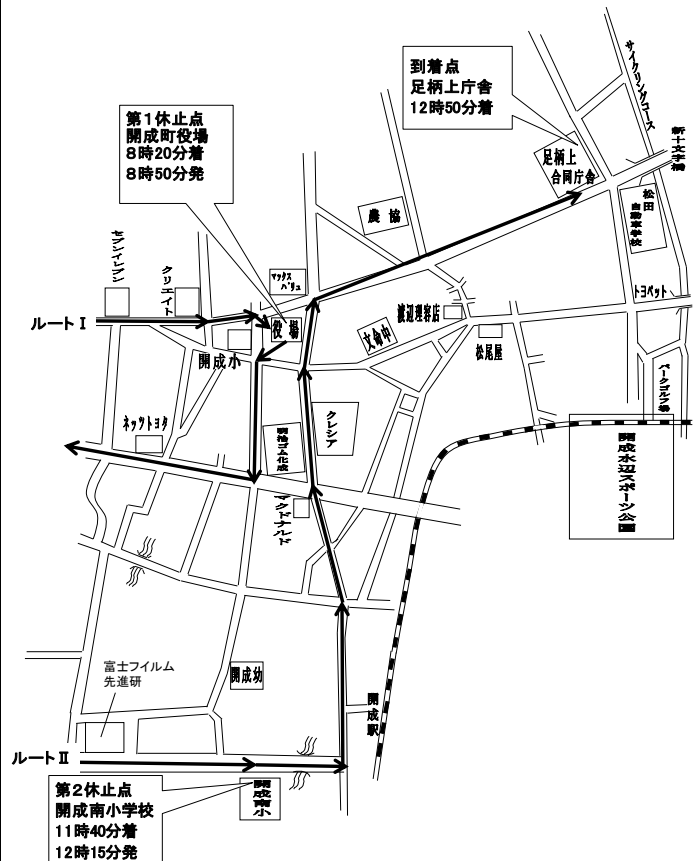 到着点
足柄上庁舎
12時50分着
サイクリングコース
新十文字橋
第1休止点
開成町役場
8時20分着
8時50分発
足柄上
合同庁舎
松田
自動車学校
農協
セブンイレブン
クリエイト
マックス
バリュ
トヨペット
ルートⅠ
役場
文命中
渡辺理容店
松尾屋
開成小
パークゴルフ場
ネッツトヨタ
明治ゴム化成
クレシア
開成水辺スポーツ公園
マクドナルド
富士フイルム
先進研
開成幼
開成駅
ルートⅡ
第2休止点
開成南小学校
11時40分着
12時15分発
開成南小